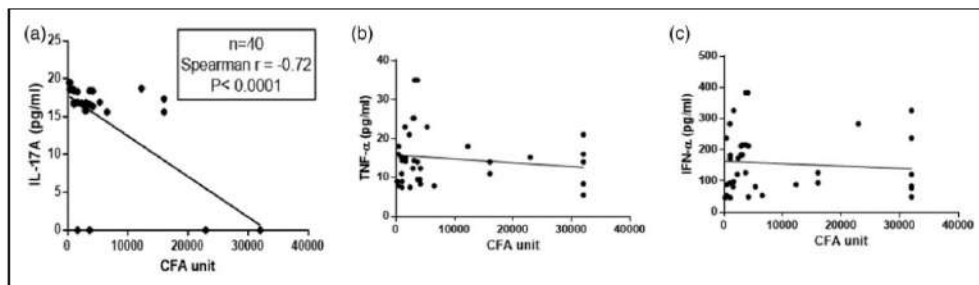 (a)
n=40
Spearman r = -0.72
P< 0.0001
IL-17A (pg/ml)
25
20
15
10
5
0
0 10000 20000 30000 40000
CFA unit
(b)
TNF-α (pg/ml)
40
30
20
10
0
0 10000 20000 30000 40000
CFA unit
(c)
IFN-α (pg/ml)
500
400
300
200
100
0
0 10000 20000 30000 40000
CFA unit